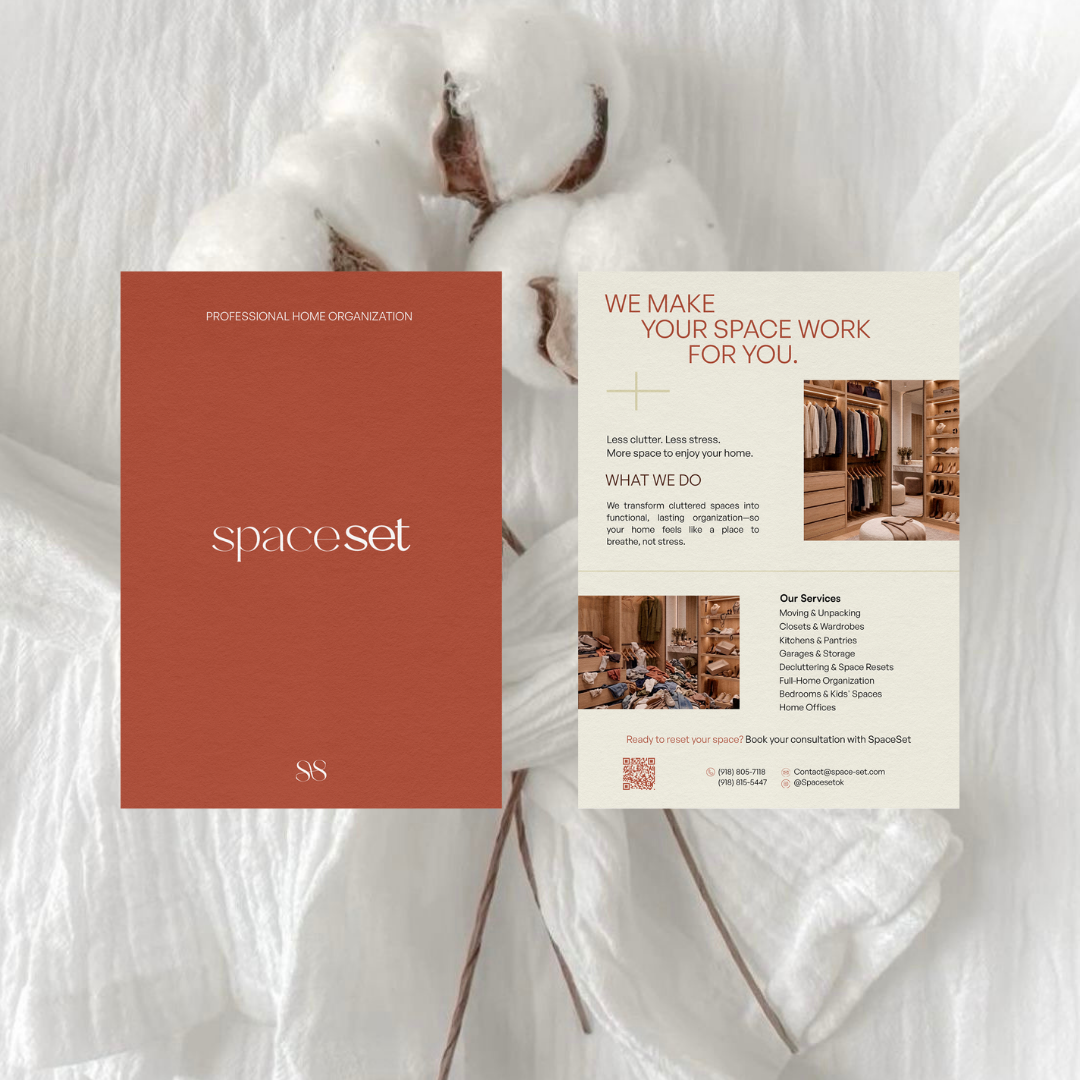 PROFESSIONAL HOME ORGANIZATION
spaceset
WE MAKE
YOUR SPACE WORK
FOR YOU.
Less clutter. Less stress.
More space to enjoy your home.
WHAT WE DO
We transform cluttered spaces into
functional, lasting organization—so
your home feels like a place to
breathe, not stress.
Our Services
Moving & Unpacking
Closets & Wardrobes
Kitchens & Pantries
Garages & Storage
Decluttering & Space Resets
Full-Home Organization
Bedrooms & Kids' Spaces
Home Offices
Ready to reset your space? Book your consultation with SpaceSet
(918) 805-7118
(918) 815-5447
Contact@space-set.com
@Spacesetok